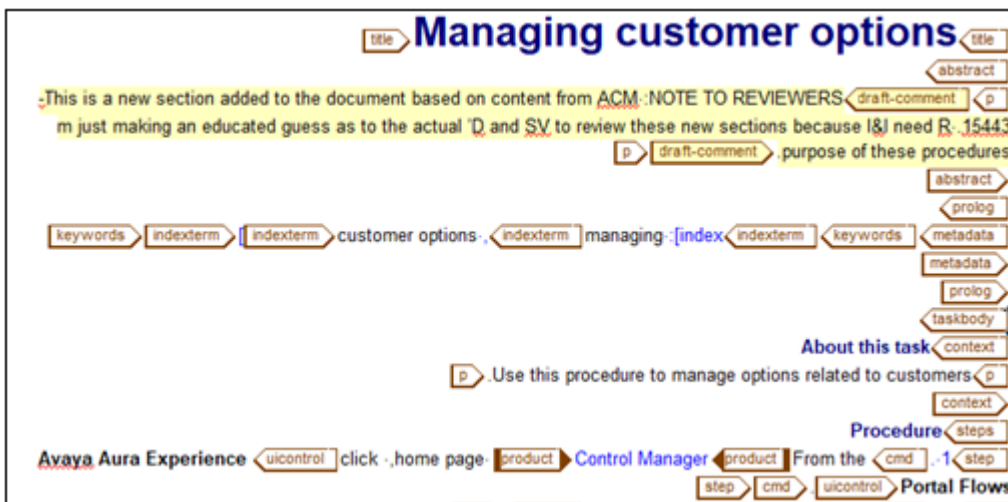 title Managing customer options title
abstract
-This is a new section added to the document based on content from ACM :NOTE TO REVIEWERS draft-comment p
m just making an educated guess as to the actual 'D and SV to review these new sections because I&I need R .15443
p draft-comment .purpose of these procedures
abstract
prolog
keywords indexterm [ indexterm customer options , indexterm managing :[index indexterm keywords metadata
metadata
prolog
taskbody
About this task context
p .Use this procedure to manage options related to customers p
context
Procedure steps
Avaya Aura Experience uicontrol click ,home page product Control Manager product From the cmd . 1 step
step cmd . uicontrol Portal Flows